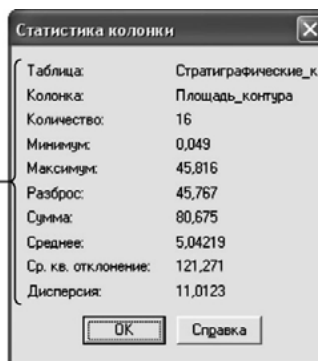 Статистика колонки
Таблица: Стратиграфические_к
Колонка: Площадь_контура
Количество: 16
Минимум: 0,049
Максимум: 45,816
Разброс: 45,767
Сумма: 80,675
Среднее: 5,04219
Ср. кв. отклонение: 121,271
Дисперсия: 11,0123
OK Справка